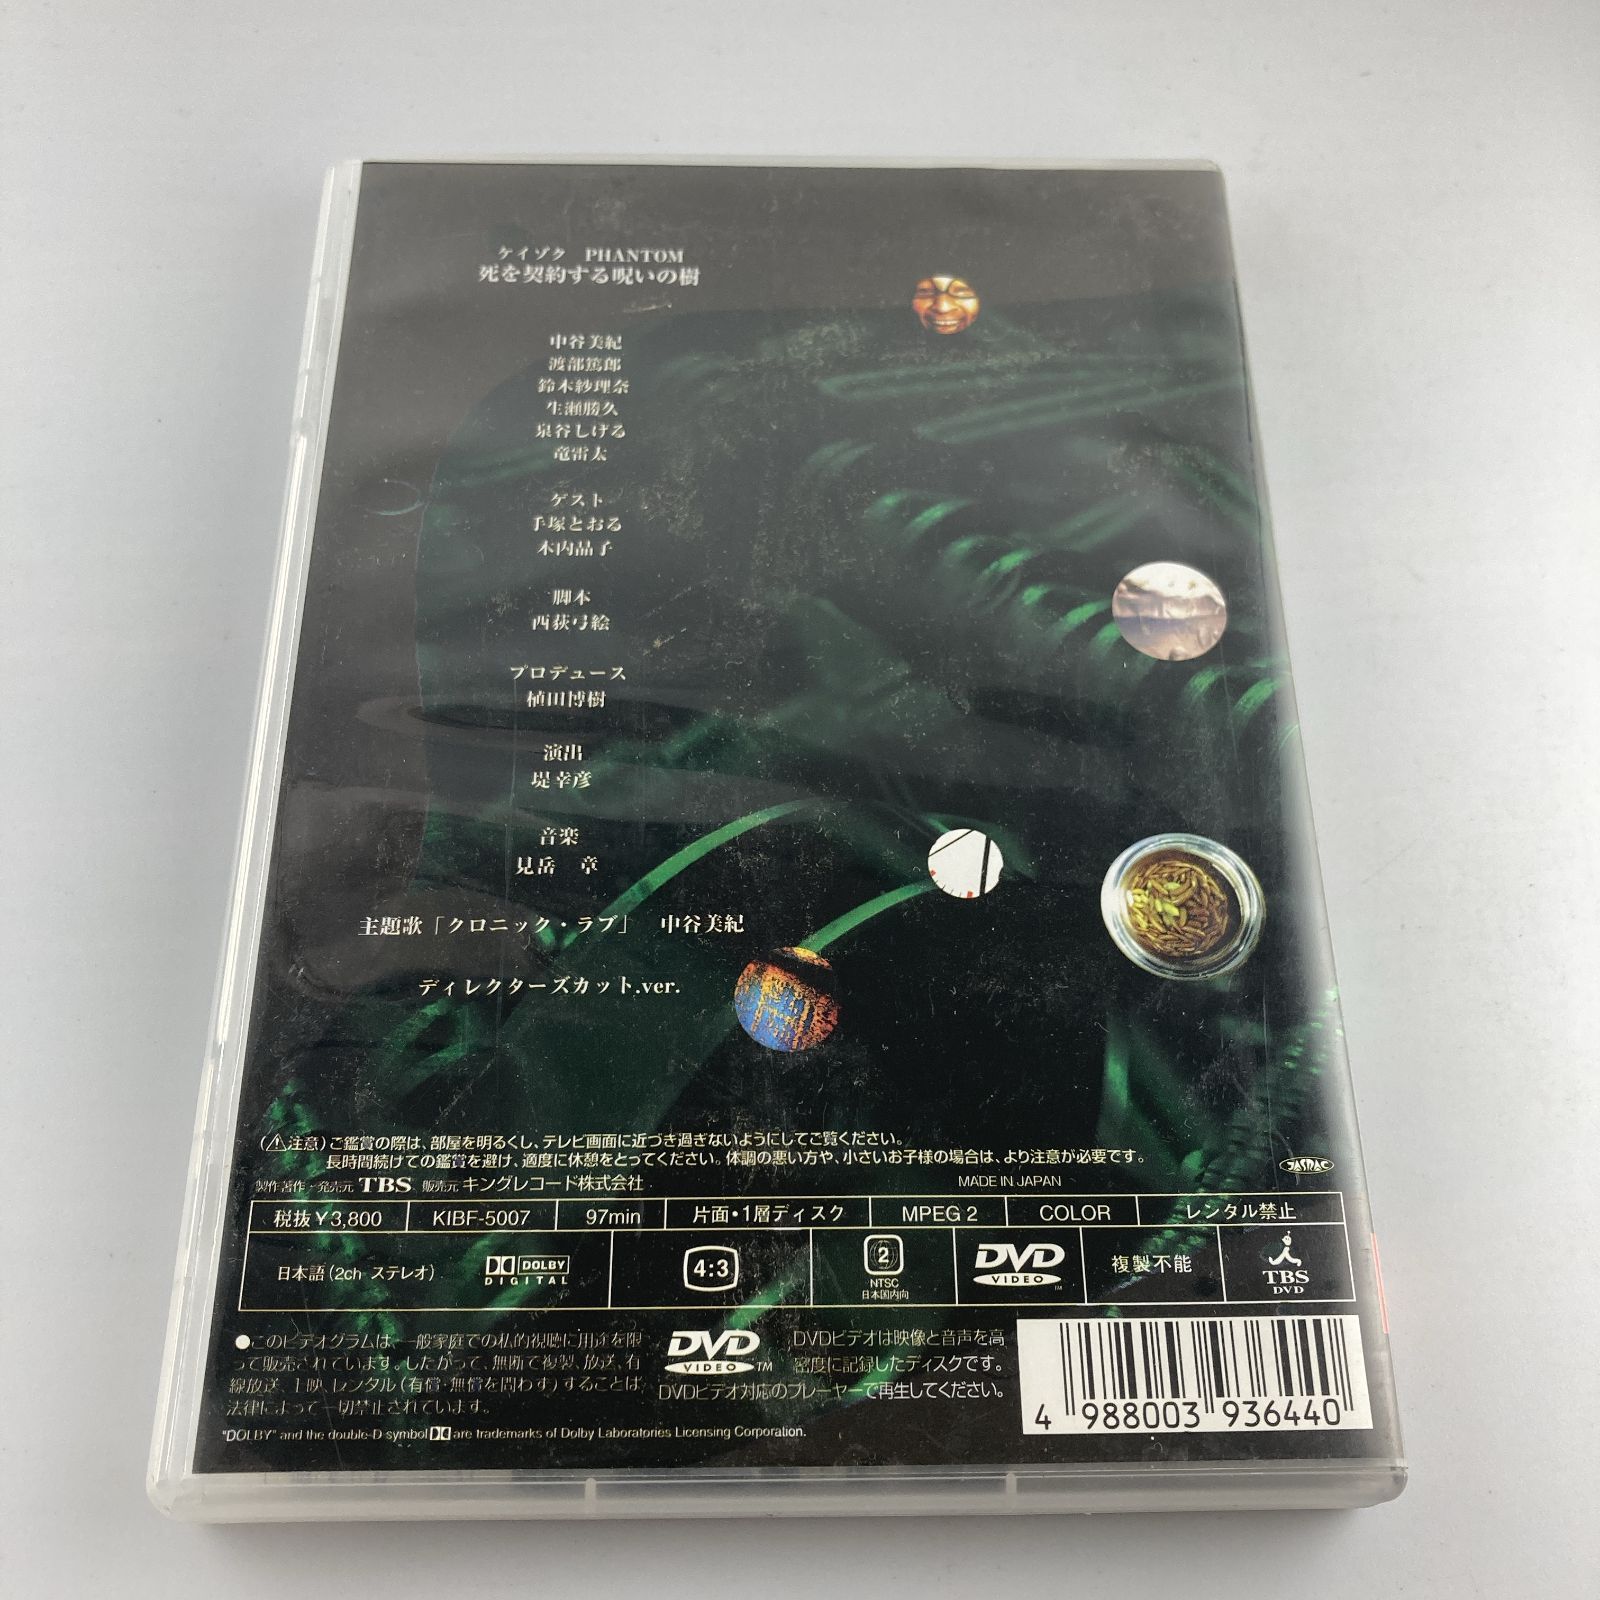 ケイゾク PHANTOM
死を契約する呪いの樹
中谷美紀
渡部篤郎
鈴木紗理奈
生瀬勝久
泉谷しげる
竜雷太
ゲスト
手塚とおる
木内晶子
脚本
西荻弓絵
プロデュース
植田博樹
演出
堤幸彦
音楽
見岳 章
主題歌「クロニック・ラブ」 中谷美紀
ディレクターズカット.ver.
(⚠注意)ご鑑賞の際は、部屋を明るくし、テレビ画面に近づき過ぎないようにしてご覧ください。
長時間続けての鑑賞を避け、適度に休憩をとってください。体調の悪い方や、小さいお子様の場合は、より注意が必要です。
JASRAC
製作著作・発売元 TBS 販売元 キングレコード株式会社 MADE IN JAPAN
税抜￥3,800 KIBF-5007 97min 片面・1層ディスク MPEG 2 COLOR レンタル禁止
日本語(2ch ステレオ) DOLBY DIGITAL 4:3 2 NTSC 日本国内向 DVD VIDEO TM 複製不能 TBS DVD
●このビデオグラムは、一般家庭での私的視聴に用途を限
って販売されています。したがって、無断で複製、放送、有
線放送、上映、レンタル(有償・無償を問わず)することは、
法律によって一切禁止されています。
DVD VIDEO TM
DVDビデオは映像と音声を高
密度に記録したディスクです。
DVDビデオ対応のプレーヤーで再生してください。
"DOLBY" and the double-D symbol are trademarks of Dolby Laboratories Licensing Corporation.
4 988003 936440